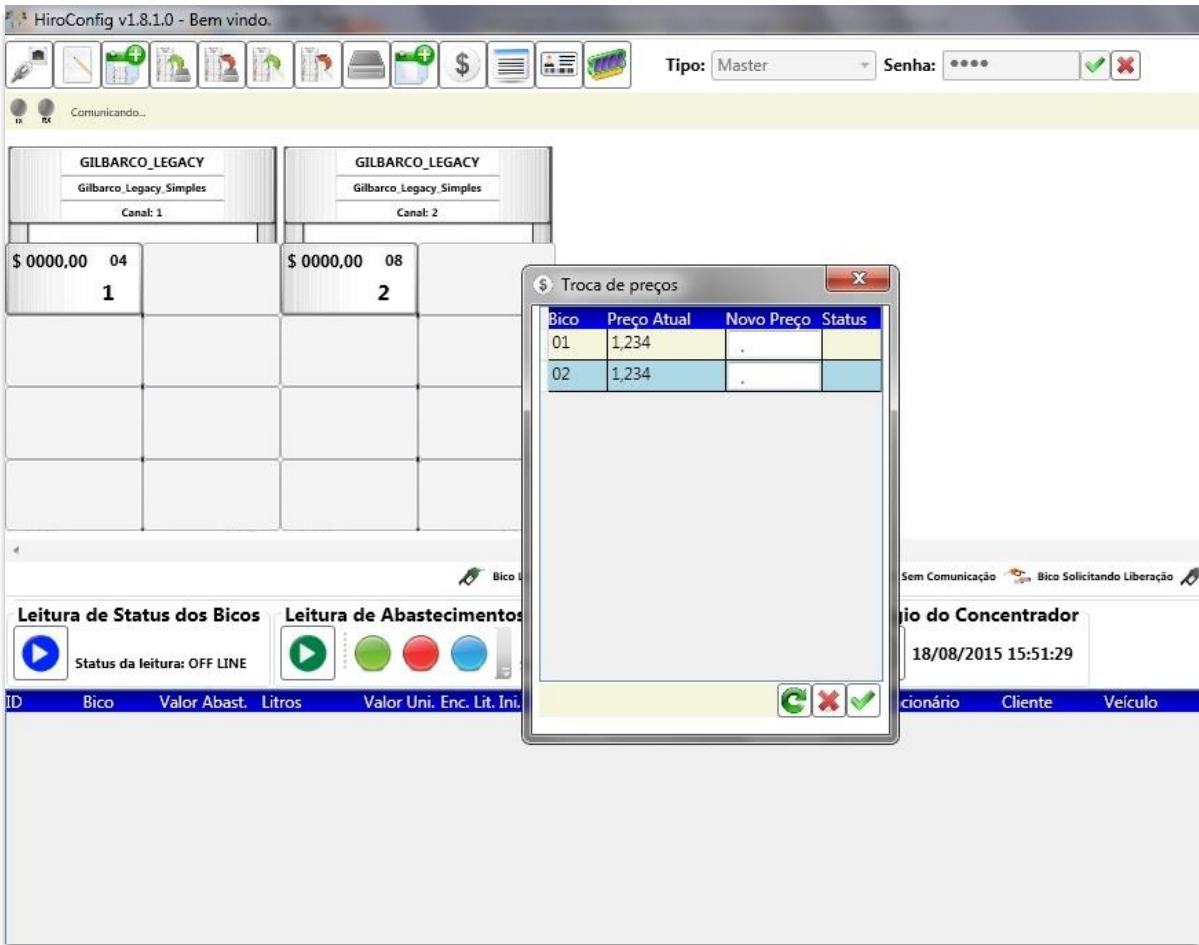 HiroConfig v1.8.1.0 - Bem vindo.
Tipo: Master Senha: ••••
TX RX Comunicando...
GILBARCO_LEGACY GILBARCO_LEGACY
Gilbarco_Legacy_Simples Gilbarco_Legacy_Simples
Canal: 1 Canal: 2
$ 0000,00 04 $ 0000,00 08
1 2
$ Troca de preços
Bico Preço Atual Novo Preço Status
01 1,234 .
02 1,234 .
Bico Sem Comunicação Bico Solicitando Liberação
Leitura de Status dos Bicos Leitura de Abastecimentos do Concentrador
Status da leitura: OFF LINE 18/08/2015 15:51:29
ID Bico Valor Abast. Litros Valor Uni. Enc. Lit. Ini. Cliente Veículo